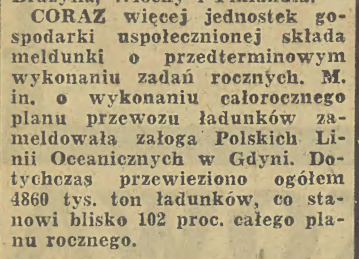 CORAZ więcej jednostek go-
spodarki uspołecznionej składa
meldunki o przedterminowym
wykonaniu zadań rocznych. M.
in. o wykonaniu całorocznego
planu przewozu ładunków za-
meldowała załoga Polskich Li-
nii Oceanicznych w Gdyni. Do-
tychczas przewieziono ogółem
4860 tys. ton ładunków, co sta-
nowi blisko 102 proc. całego pla-
nu rocznego.